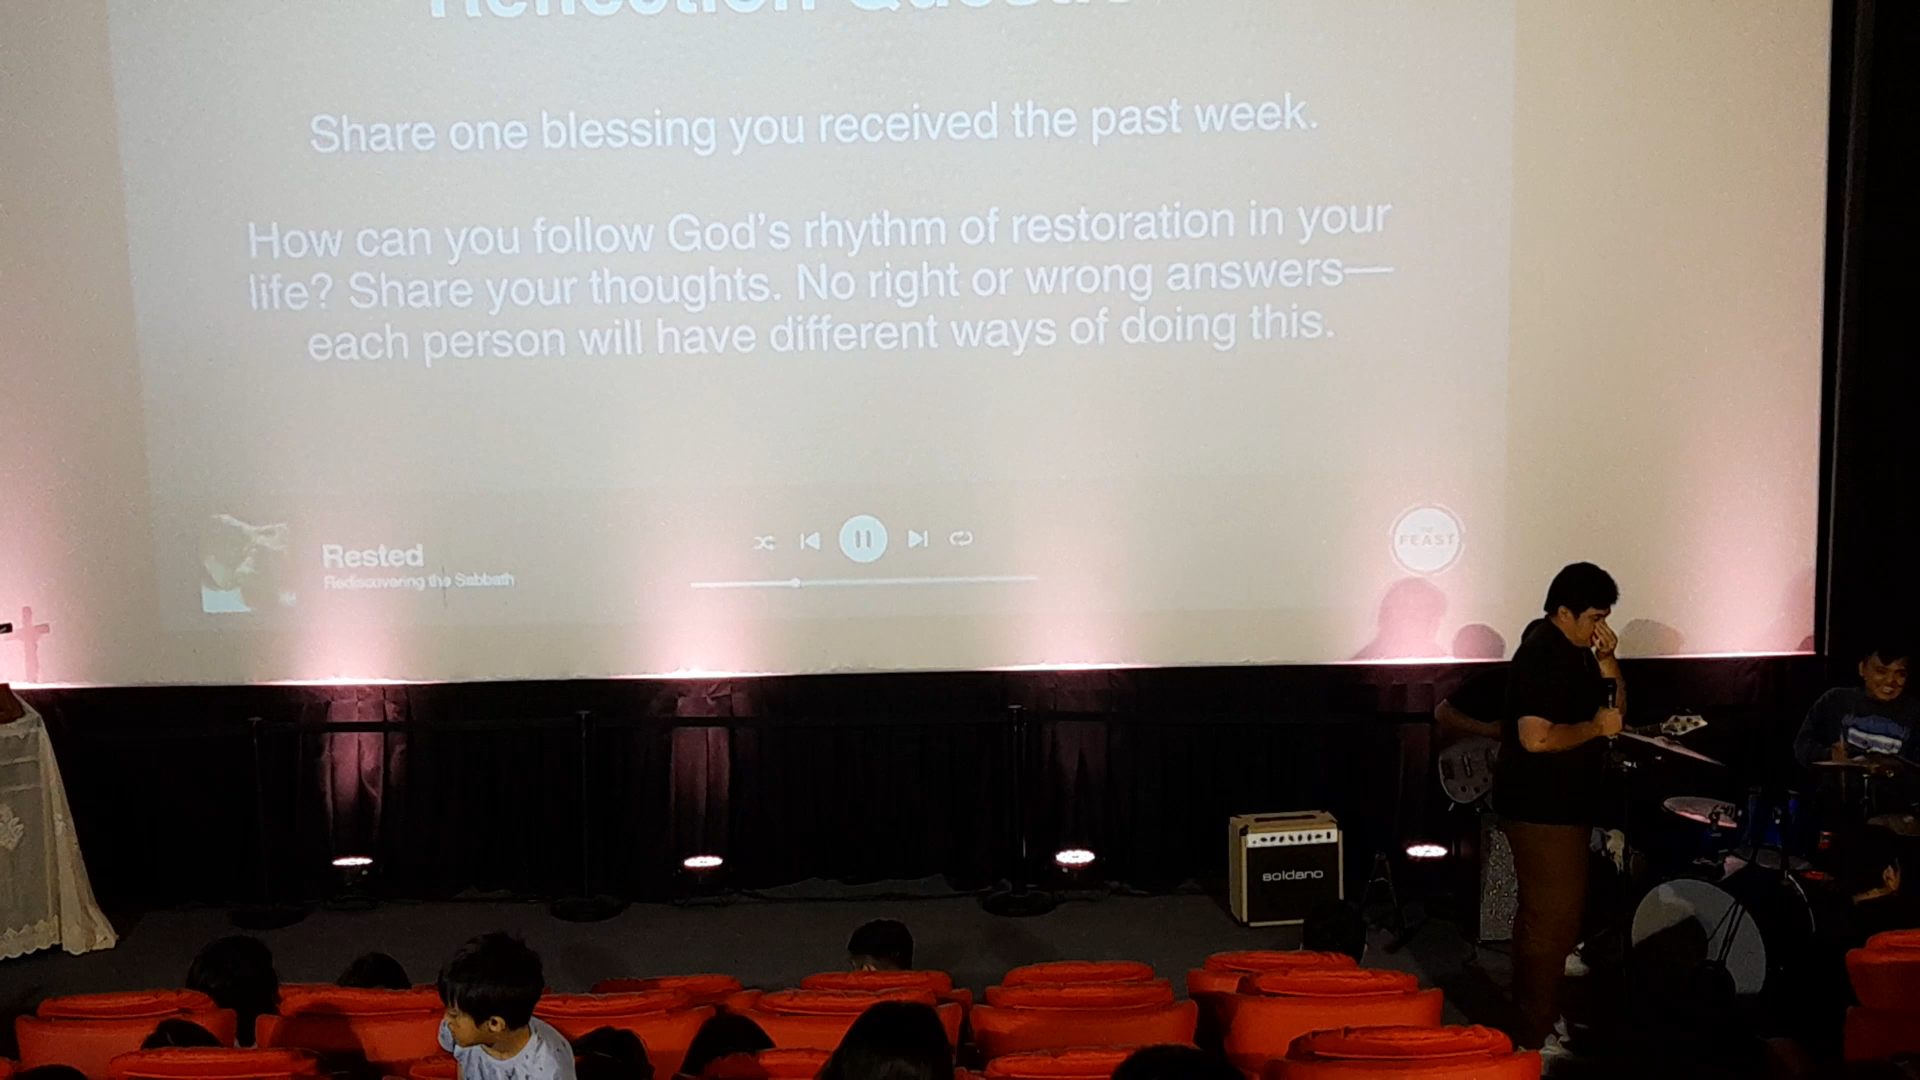 Reflection Questio
Share one blessing you received the past week.
How can you follow God's rhythm of restoration in your
life? Share your thoughts. No right or wrong answers—
each person will have different ways of doing this.
Rested
Rediscovering the Sabbath
FEAST
soldano